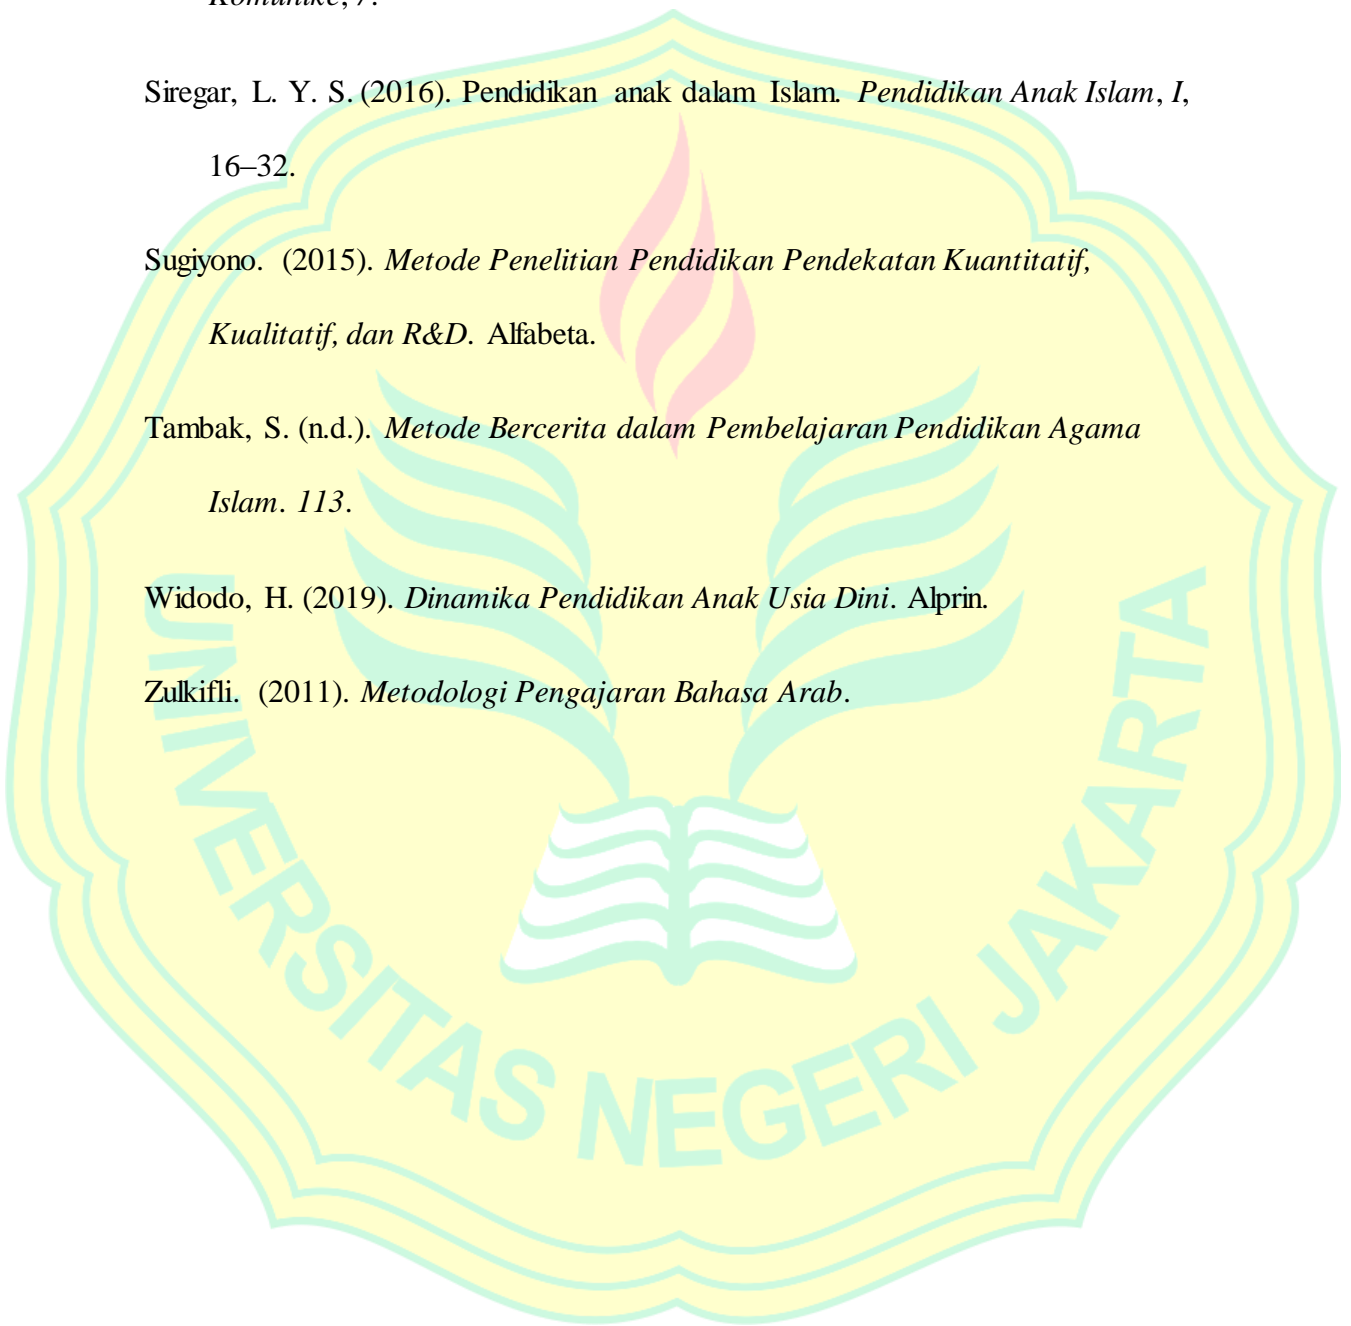 Komunike, 7.
Siregar, L. Y. S. (2016). Pendidikan anak dalam Islam. Pendidikan Anak Islam, I,
16–32.
Sugiyono. (2015). Metode Penelitian Pendidikan Pendekatan Kuantitatif,
Kualitatif, dan R&D. Alfabeta.
Tambak, S. (n.d.). Metode Bercerita dalam Pembelajaran Pendidikan Agama
Islam. 113.
Widodo, H. (2019). Dinamika Pendidikan Anak Usia Dini. Alprin.
Zulkifli. (2011). Metodologi Pengajaran Bahasa Arab.
UNIVERSITAS NEGERI JAKARTA